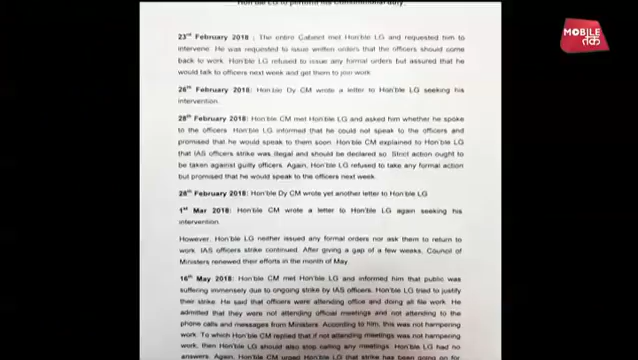 Hon'ble LG to perform his Constitutional duty.
MOBILE
तक
23rd February 2018 : The entire Cabinet met Hon'ble LG and requested him to
intervene. He was requested to issue written orders that the officers should come
back to work. Hon'ble LG refused to issue any formal orders but assured that he
would talk to officers next week and get them to join work
26th February 2018: Hon'ble Dy CM wrote a letter to Hon'ble LG seeking his
intervention.
28th February 2018: Hon'ble CM met Hon'ble LG and asked him whether he spoke
to the officers. Hon'ble LG informed that he could not speak to the officers and
promised that he would speak to them soon. Hon'ble CM explained to Hon'ble LG
that IAS officers strike was illegal and should be declared so. Strict action ought to
be taken against guilty officers. Again, Hon'ble LG refused to take any formal action
but promised that he would speak to the officers next week.
28th February 2018: Hon'ble Dy CM wrote yet another letter to Hon'ble LG
1st Mar 2018: Hon'ble CM wrote a letter to Hon'ble LG again seeking his
intervention.
However, Hon'ble LG neither issued any formal orders nor ask them to return to
work. IAS officers strike continued. After giving a gap of a few weeks, Council of
Ministers renewed their efforts in the month of May.
16th May 2018: Hon'ble CM met Hon'ble LG and informed him that public was
suffering immensely due to ongoing strike by IAS officers. Hon'ble LG tried to justify
their strike. He said that officers were attending office and doing all file work. He
admitted that they were not attending official meetings and not attending to the
phone calls and messages from Ministers. According to him, this was not hampering
work. To which Hon'ble CM replied that if not attending meetings was not hampering
work, then Hon'ble LG should also stop calling any meetings. Hon'ble LG had no
answers. Again, Hon'ble CM urged Hon'ble LG that strike has been going on for